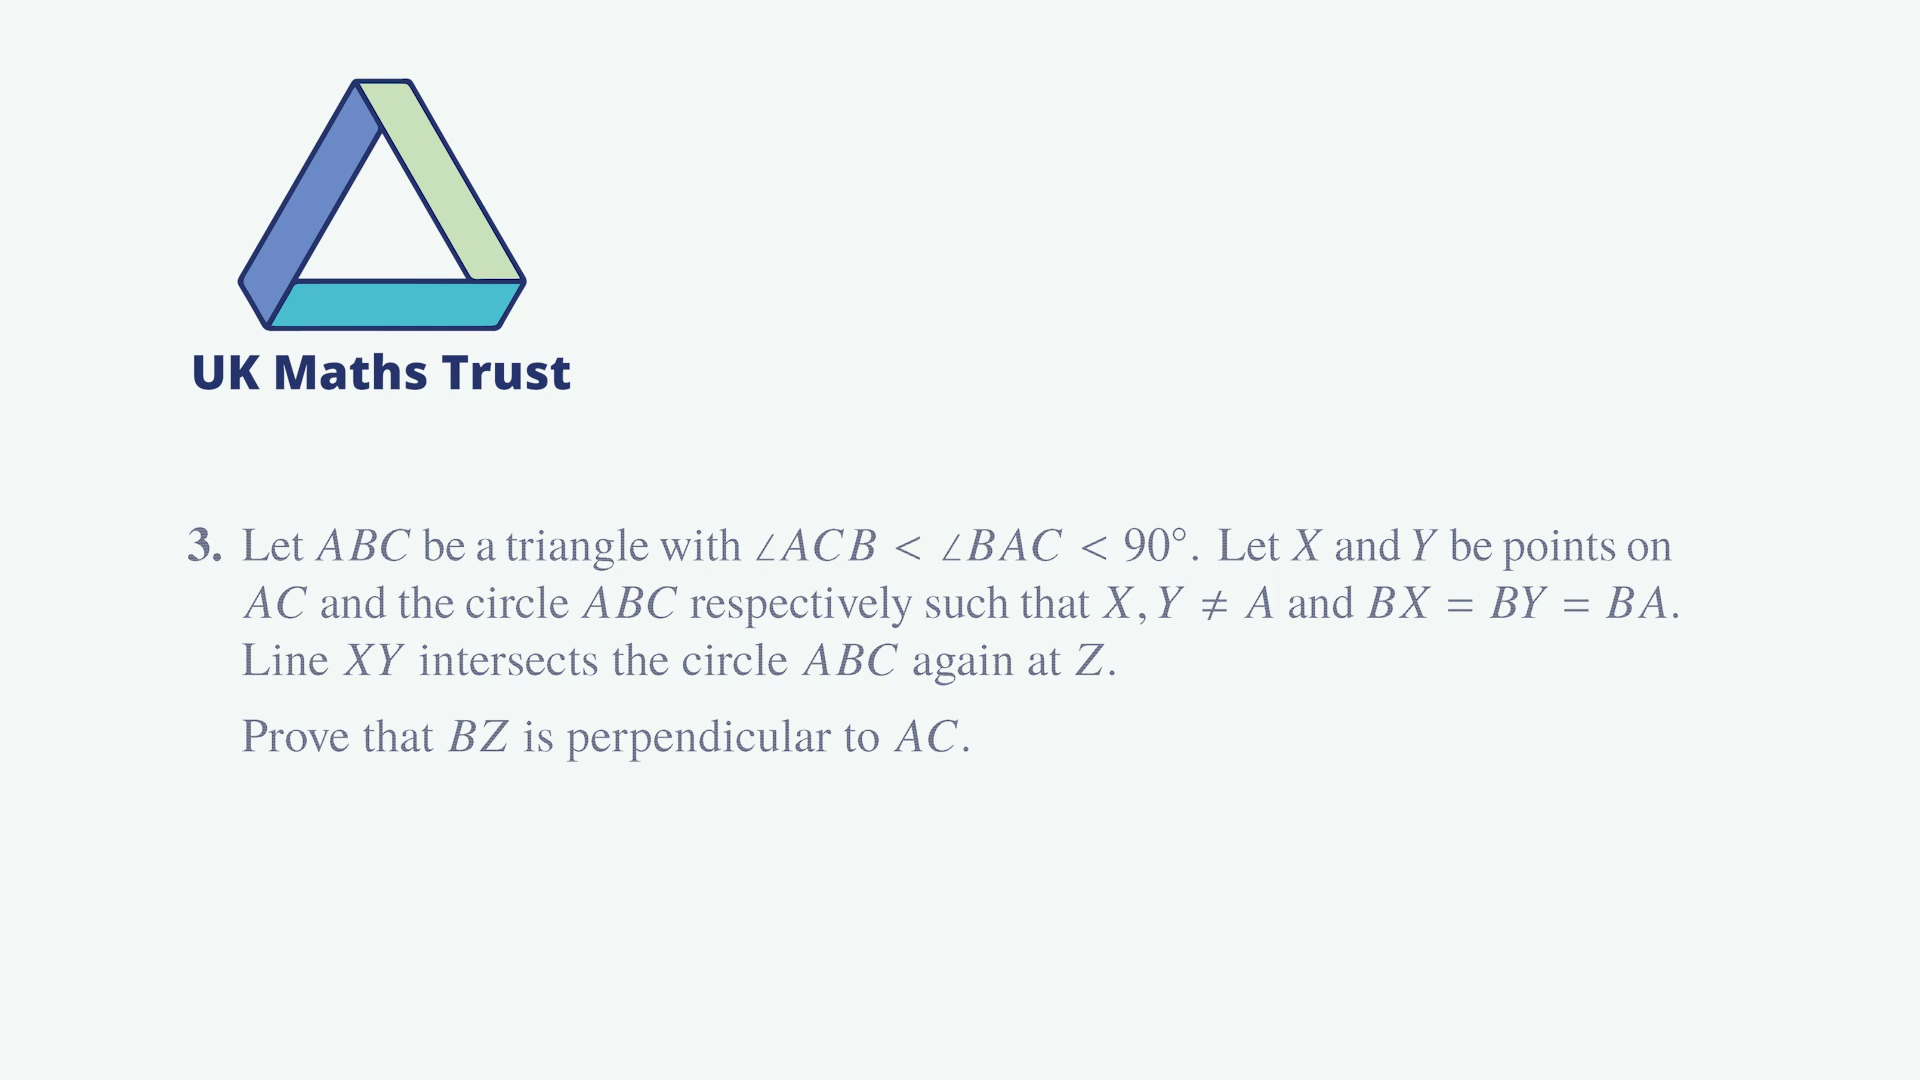 UK Maths Trust
3. Let ABC be a triangle with ∠ACB < ∠BAC < 90°. Let X and Y be points on
AC and the circle ABC respectively such that X, Y ≠ A and BX = BY = BA.
Line XY intersects the circle ABC again at Z.
Prove that BZ is perpendicular to AC.